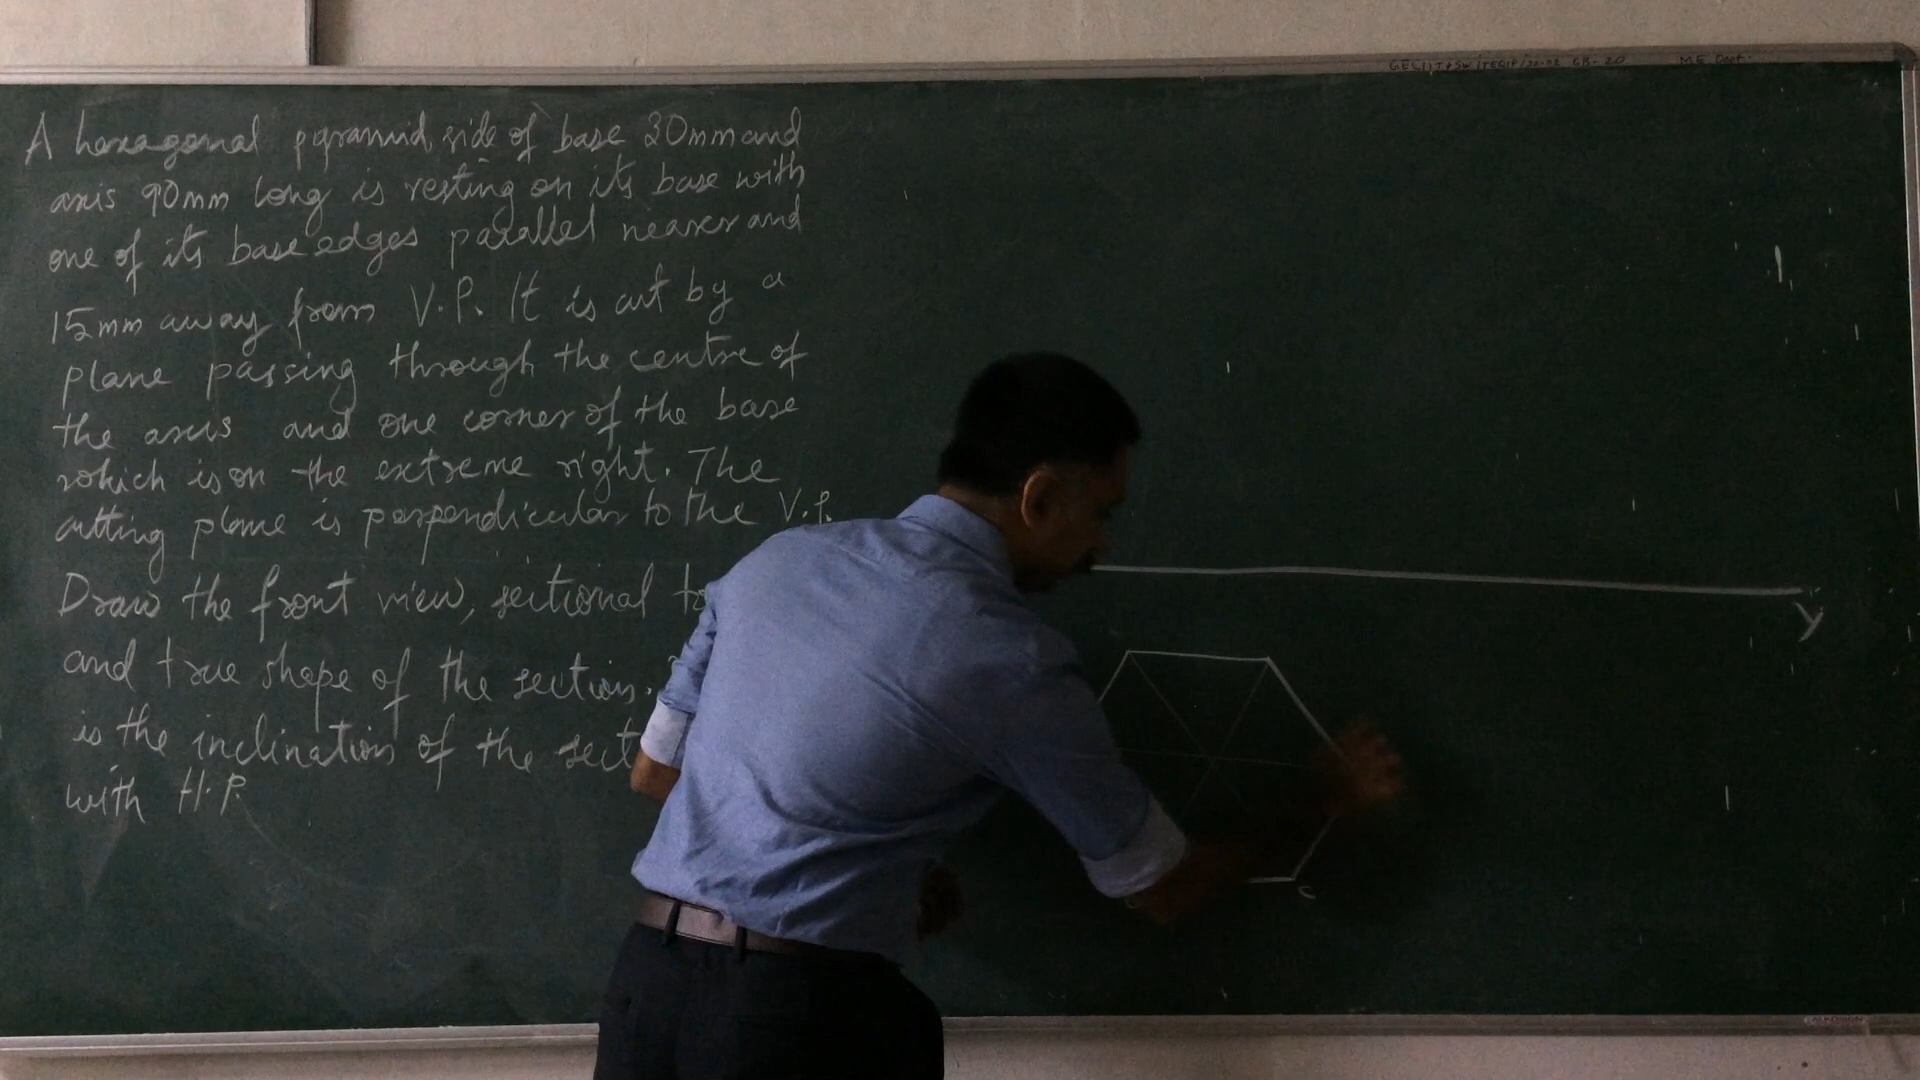 A hexagonal pyramid, side of base 30mm and
axis 90mm long is resting on its base with
one of its base edges parallel nearer and
15mm away from V.P. It is cut by a
plane passing through the centre of
the axis and one corner of the base
which is on the extreme right. The
cutting plane is perpendicular to the V.P.
Draw the front view, sectional
and true shape of the section.
is the inclination of the
with H.P.
Y
c